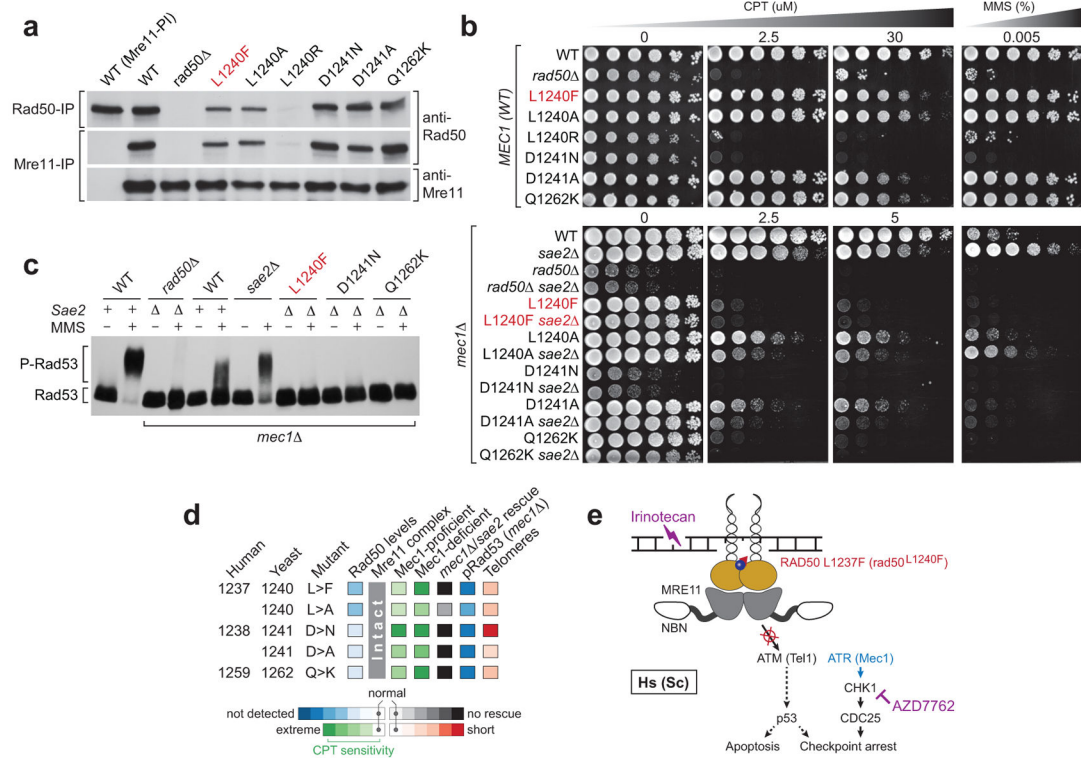 a
WT (Mre11-PI)
WT
rad50Δ
L1240F
L1240A
L1240R
D1241N
D1241A
Q1262K
Rad50-IP
Mre11-IP
anti-
Rad50
anti-
Mre11
b
CPT (uM)
MMS (%)
0 2.5 30 0.005
MEC1 (WT)
WT
rad50Δ
L1240F
L1240A
L1240R
D1241N
D1241A
Q1262K
0 2.5 5
mec1Δ
WT
sae2Δ
rad50Δ
rad50Δ sae2Δ
L1240F
L1240F sae2Δ
L1240A
L1240A sae2Δ
D1241N
D1241N sae2Δ
D1241A
D1241A sae2Δ
Q1262K
Q1262K sae2Δ
c
WT rad50Δ WT sae2Δ L1240F D1241N Q1262K
Sae2 + + Δ Δ + + Δ Δ Δ Δ Δ Δ Δ
MMS − + − + − + − + − + − + − +
P-Rad53
Rad53
mec1Δ
d
Human
Yeast
Mutant
Rad50 levels
Mre11 complex
Mec1-proficient
Mec1-deficient
mec1Δ/sae2 rescue
pRad53 (mec1Δ)
Telomeres
1237 1240 L>F
1240 L>A
1238 1241 D>N
1241 D>A
1259 1262 Q>K
Intact
normal
not detected no rescue
extreme short
CPT sensitivity
e
Irinotecan
RAD50 L1237F (rad50L1240F)
MRE11
NBN
ATM (Tel1) ATR (Mec1)
Hs (Sc)
CHK1
AZD7762
p53 CDC25
Apoptosis Checkpoint arrest